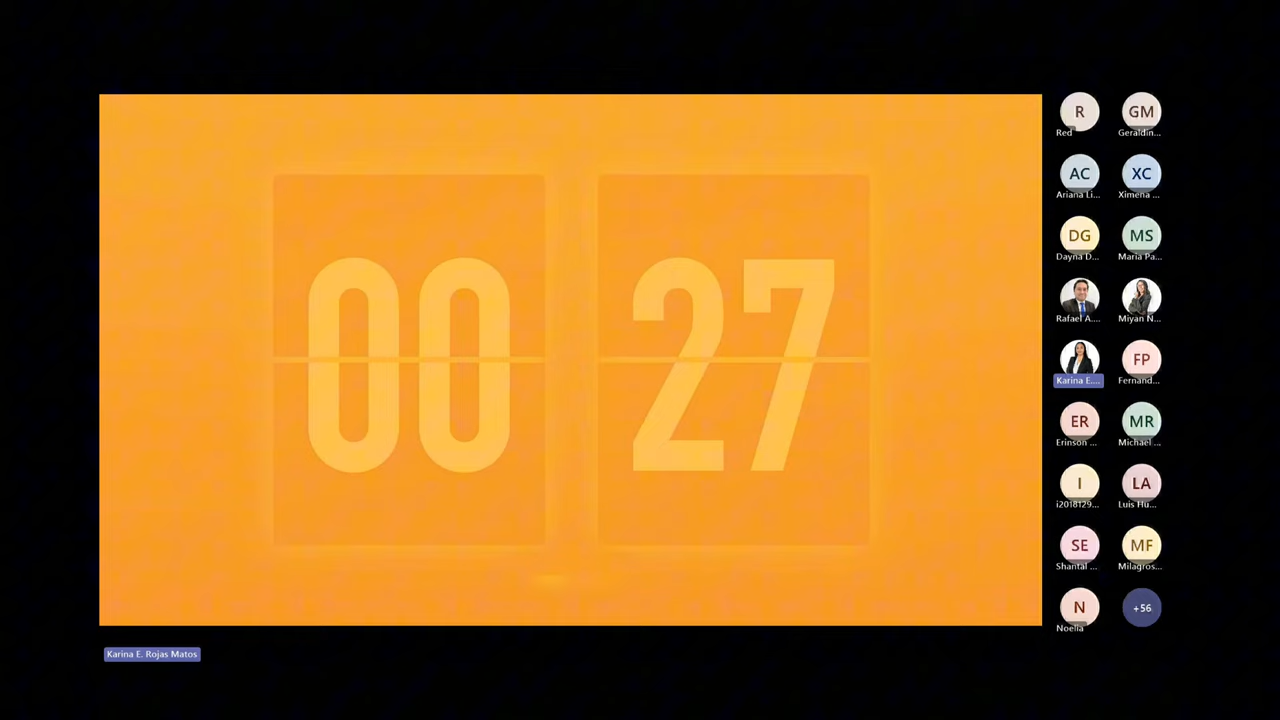 00 27
R GM
Red Geraldin...
AC XC
Ariana Li... Ximena ...
DG MS
Dayna D... Maria Pa...
Rafael A.... Miyan N...
FP
Karina E.... Fernand...
ER MR
Erinson ... Michael ...
I LA
i2018129... Luis Hu...
SE MF
Shantal ... Milagros...
N +56
Noelia
Karina E. Rojas Matos